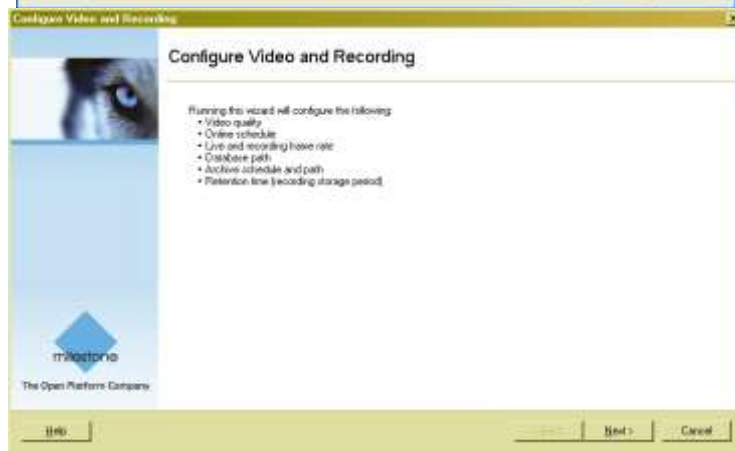 Configure Video and Recording
Configure Video and Recording
Running this wizard will configure the following:
• Video quality
• Online schedule
• Live and recording frame rate
• Database path
• Archive schedule and path
• Retention time (recording storage period)
milestone
The Open Platform Company
Help
Next >
Cancel